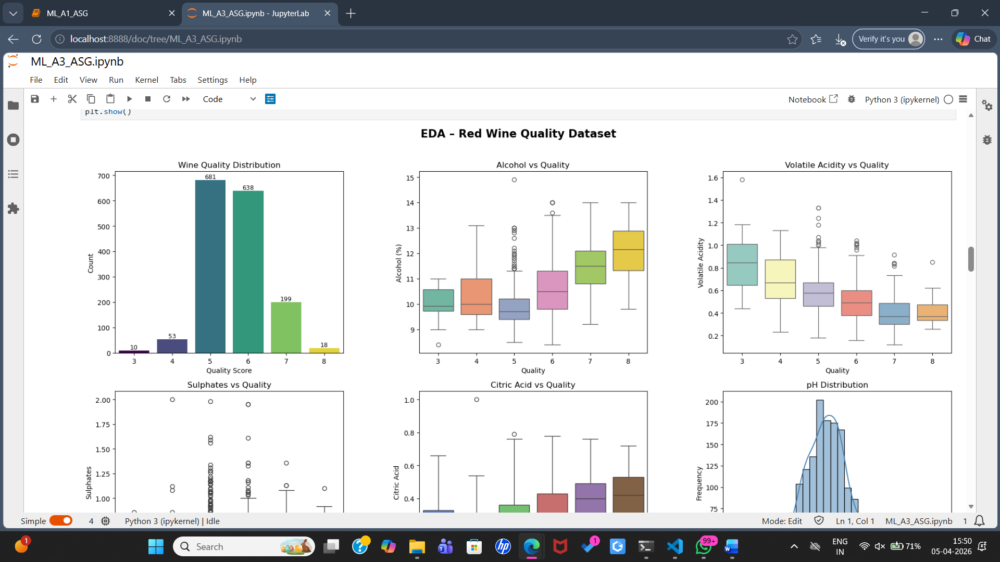 ML_A1_ASG
ML_A3_ASG.ipynb - JupyterLab
localhost:8888/doc/tree/ML_A3_ASG.ipynb
Verify it's you
Chat
ML_A3_ASG.ipynb
File Edit View Run Kernel Tabs Settings Help
Code
Notebook
Python 3 (ipykernel)
plt.show()
EDA – Red Wine Quality Dataset
Wine Quality Distribution
700
600
500
400
300
200
100
0
Count
10
53
681
638
199
18
3 4 5 6 7 8
Quality Score
Alcohol vs Quality
15
14
13
12
11
10
9
Alcohol (%)
3 4 5 6 7 8
Quality
Volatile Acidity vs Quality
1.6
1.4
1.2
1.0
0.8
0.6
0.4
0.2
Volatile Acidity
3 4 5 6 7 8
Quality
Sulphates vs Quality
2.00
1.75
1.50
1.25
1.00
Sulphates
Citric Acid vs Quality
1.0
0.8
0.6
0.4
Citric Acid
pH Distribution
200
175
150
125
100
75
Frequency
Simple
4
Python 3 (ipykernel) | Idle
Mode: Edit
Ln 1, Col 1
ML_A3_ASG.ipynb
1
1
Search
hp
1
99+
ENG
IN
71%
15:50
05-04-2026